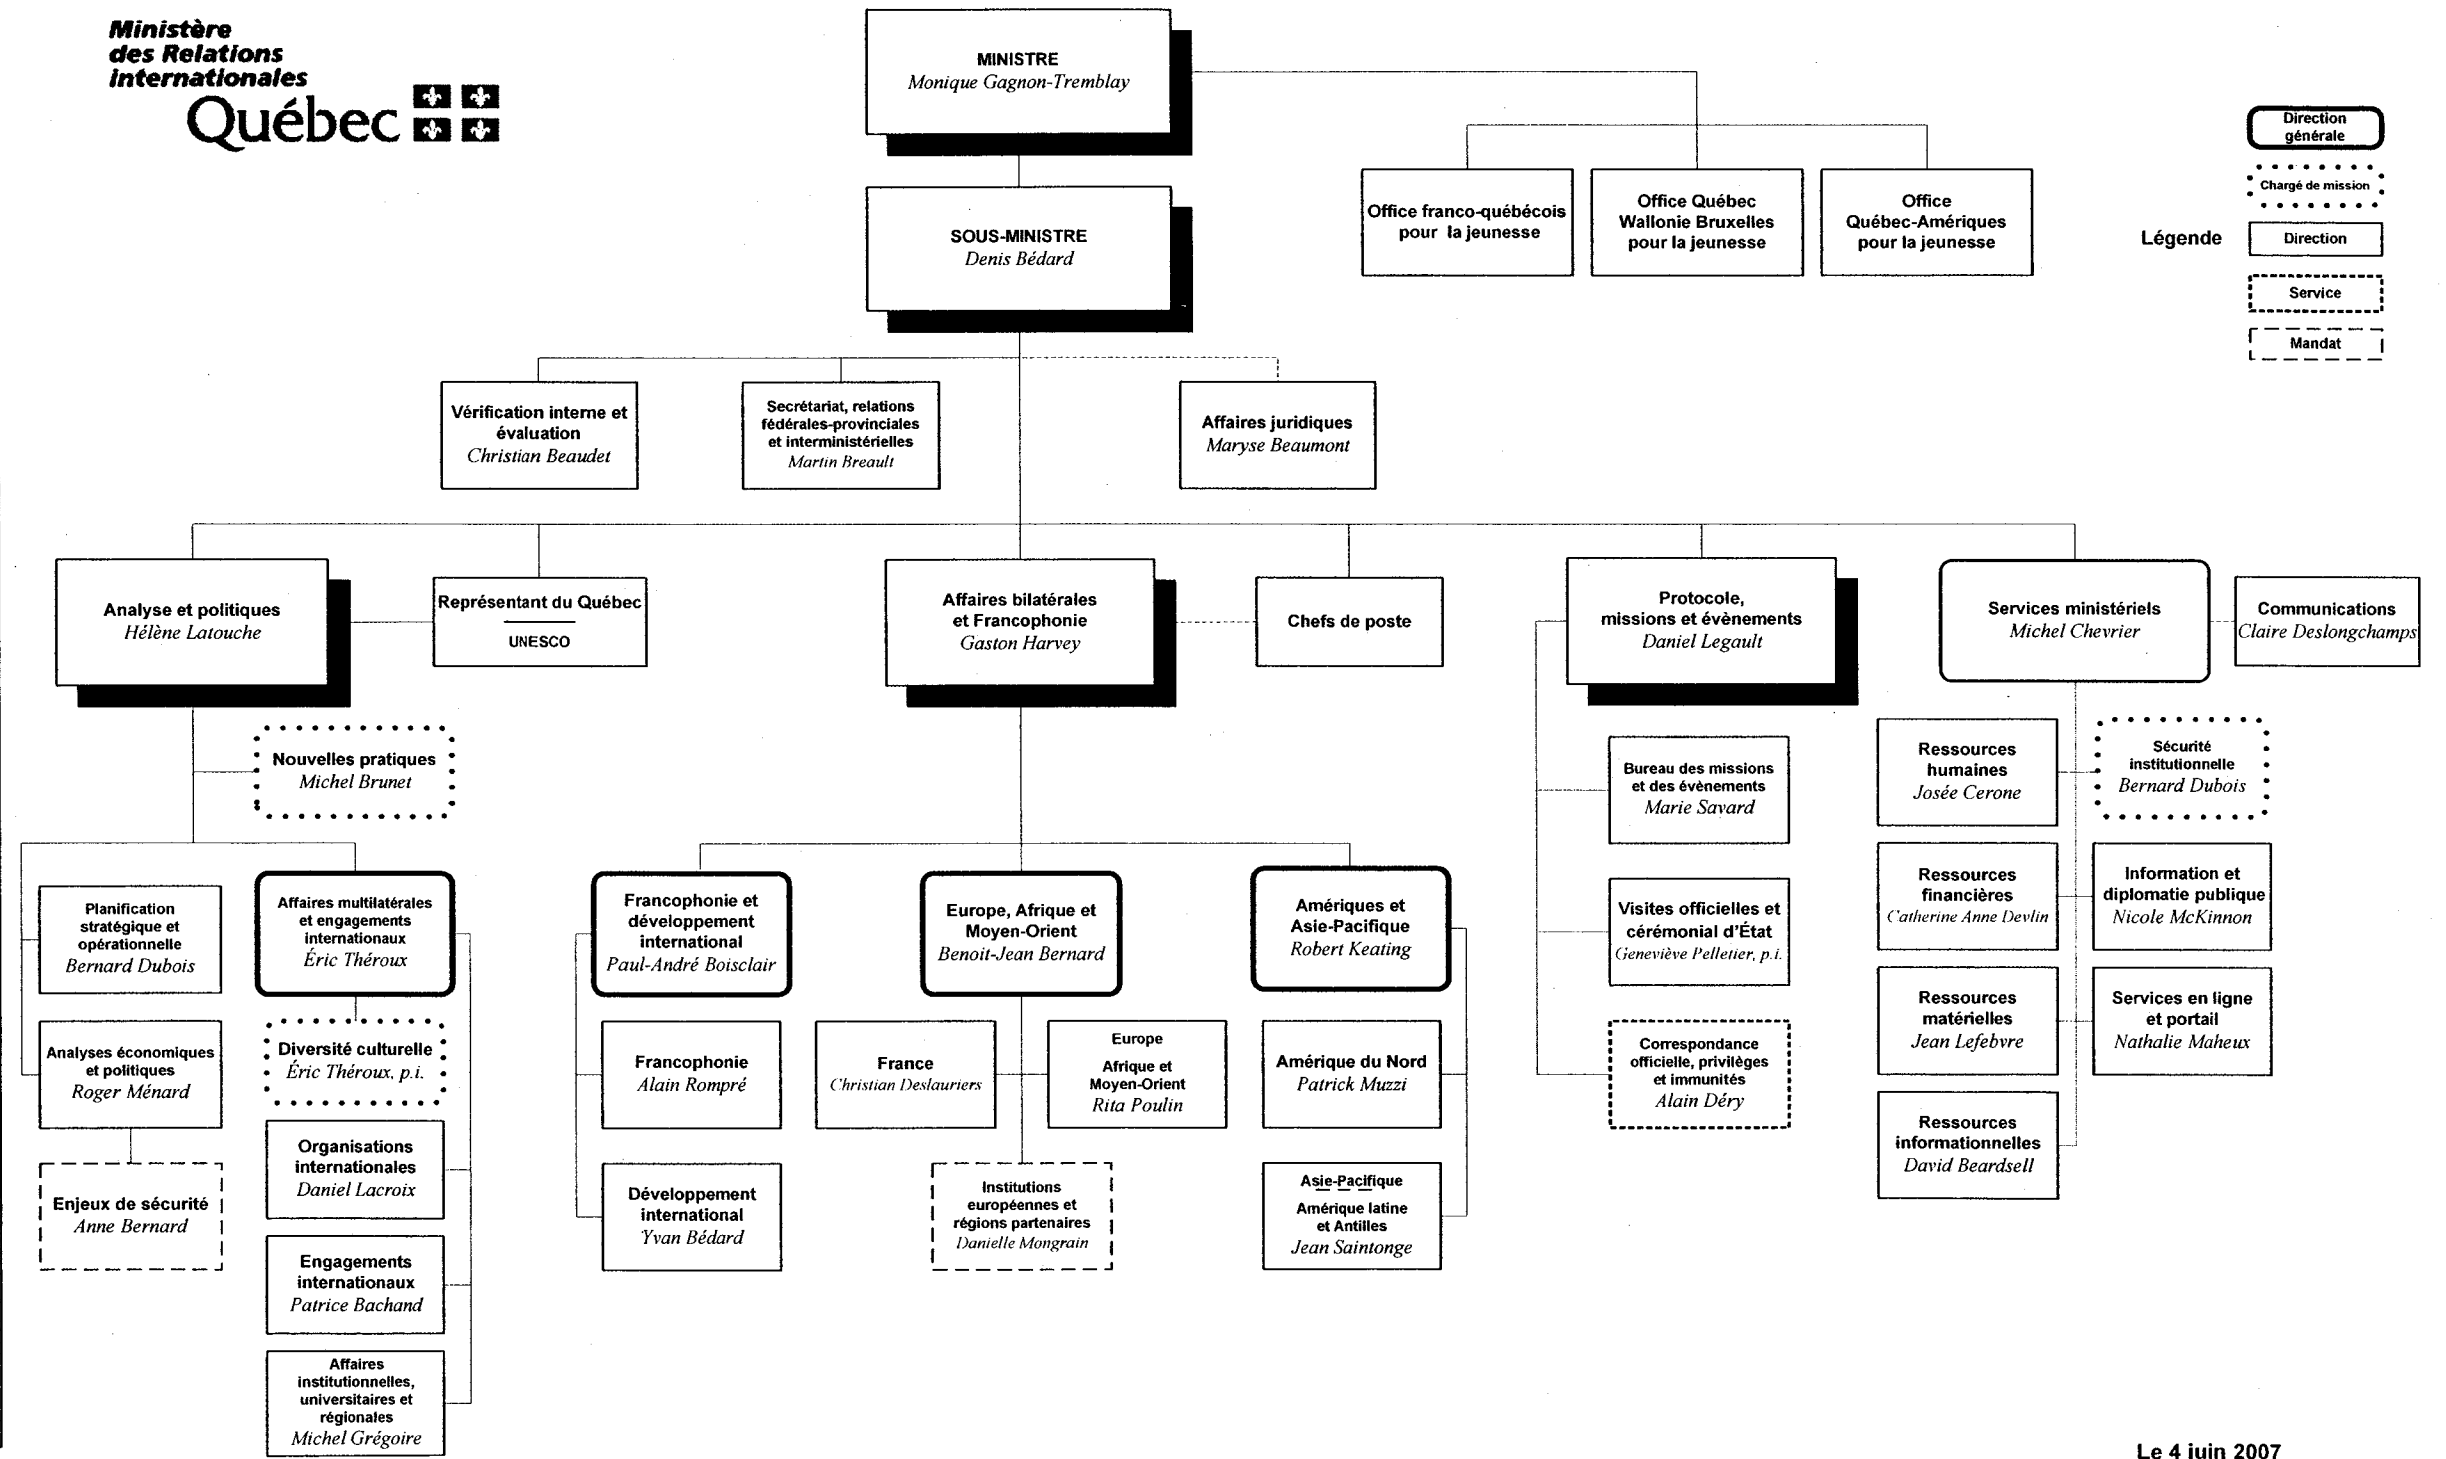 Ministère
des Relations
internationales
Québec
MINISTRE
Monique Gagnon-Tremblay
SOUS-MINISTRE
Denis Bédard
Office franco-québécois
pour la jeunesse
Office Québec
Wallonie Bruxelles
pour la jeunesse
Office
Québec-Amériques
pour la jeunesse
Légende
Direction
générale
Chargé de mission
Direction
Service
Mandat
Vérification interne et
évaluation
Christian Beaudet
Secrétariat, relations
fédérales-provinciales
et interministérielles
Martin Breault
Affaires juridiques
Maryse Beaumont
Analyse et politiques
Hélène Latouche
Représentant du Québec
UNESCO
Affaires bilatérales
et Francophonie
Gaston Harvey
Chefs de poste
Protocole,
missions et évènements
Daniel Legault
Services ministériels
Michel Chevrier
Communications
Claire Deslongchamps
Nouvelles pratiques
Michel Brunet
Planification
stratégique et
opérationnelle
Bernard Dubois
Affaires multilatérales
et engagements
internationaux
Éric Théroux
Analyses économiques
et politiques
Roger Ménard
Diversité culturelle
Éric Théroux, p.i.
Enjeux de sécurité
Anne Bernard
Organisations
internationales
Daniel Lacroix
Engagements
internationaux
Patrice Bachand
Affaires
institutionnelles,
universitaires et
régionales
Michel Grégoire
Francophonie et
développement
international
Paul-André Boisclair
Francophonie
Alain Rompré
Développement
international
Yvan Bédard
Europe, Afrique et
Moyen-Orient
Benoit-Jean Bernard
France
Christian Deslauriers
Europe
Afrique et
Moyen-Orient
Rita Poulin
Institutions
européennes et
régions partenaires
Danielle Mongrain
Amériques et
Asie-Pacifique
Robert Keating
Amérique du Nord
Patrick Muzzi
Asie-Pacifique
Amérique latine
et Antilles
Jean Saintonge
Bureau des missions
et des évènements
Marie Savard
Visites officielles et
cérémonial d'État
Geneviève Pelletier, p.i.
Correspondance
officielle, privilèges
et immunités
Alain Déry
Ressources
humaines
Josée Cerone
Sécurité
institutionnelle
Bernard Dubois
Ressources
financières
Catherine Anne Devlin
Information et
diplomatie publique
Nicole McKinnon
Ressources
matérielles
Jean Lefebvre
Services en ligne
et portail
Nathalie Maheux
Ressources
informationnelles
David Beardsell
Le 4 juin 2007